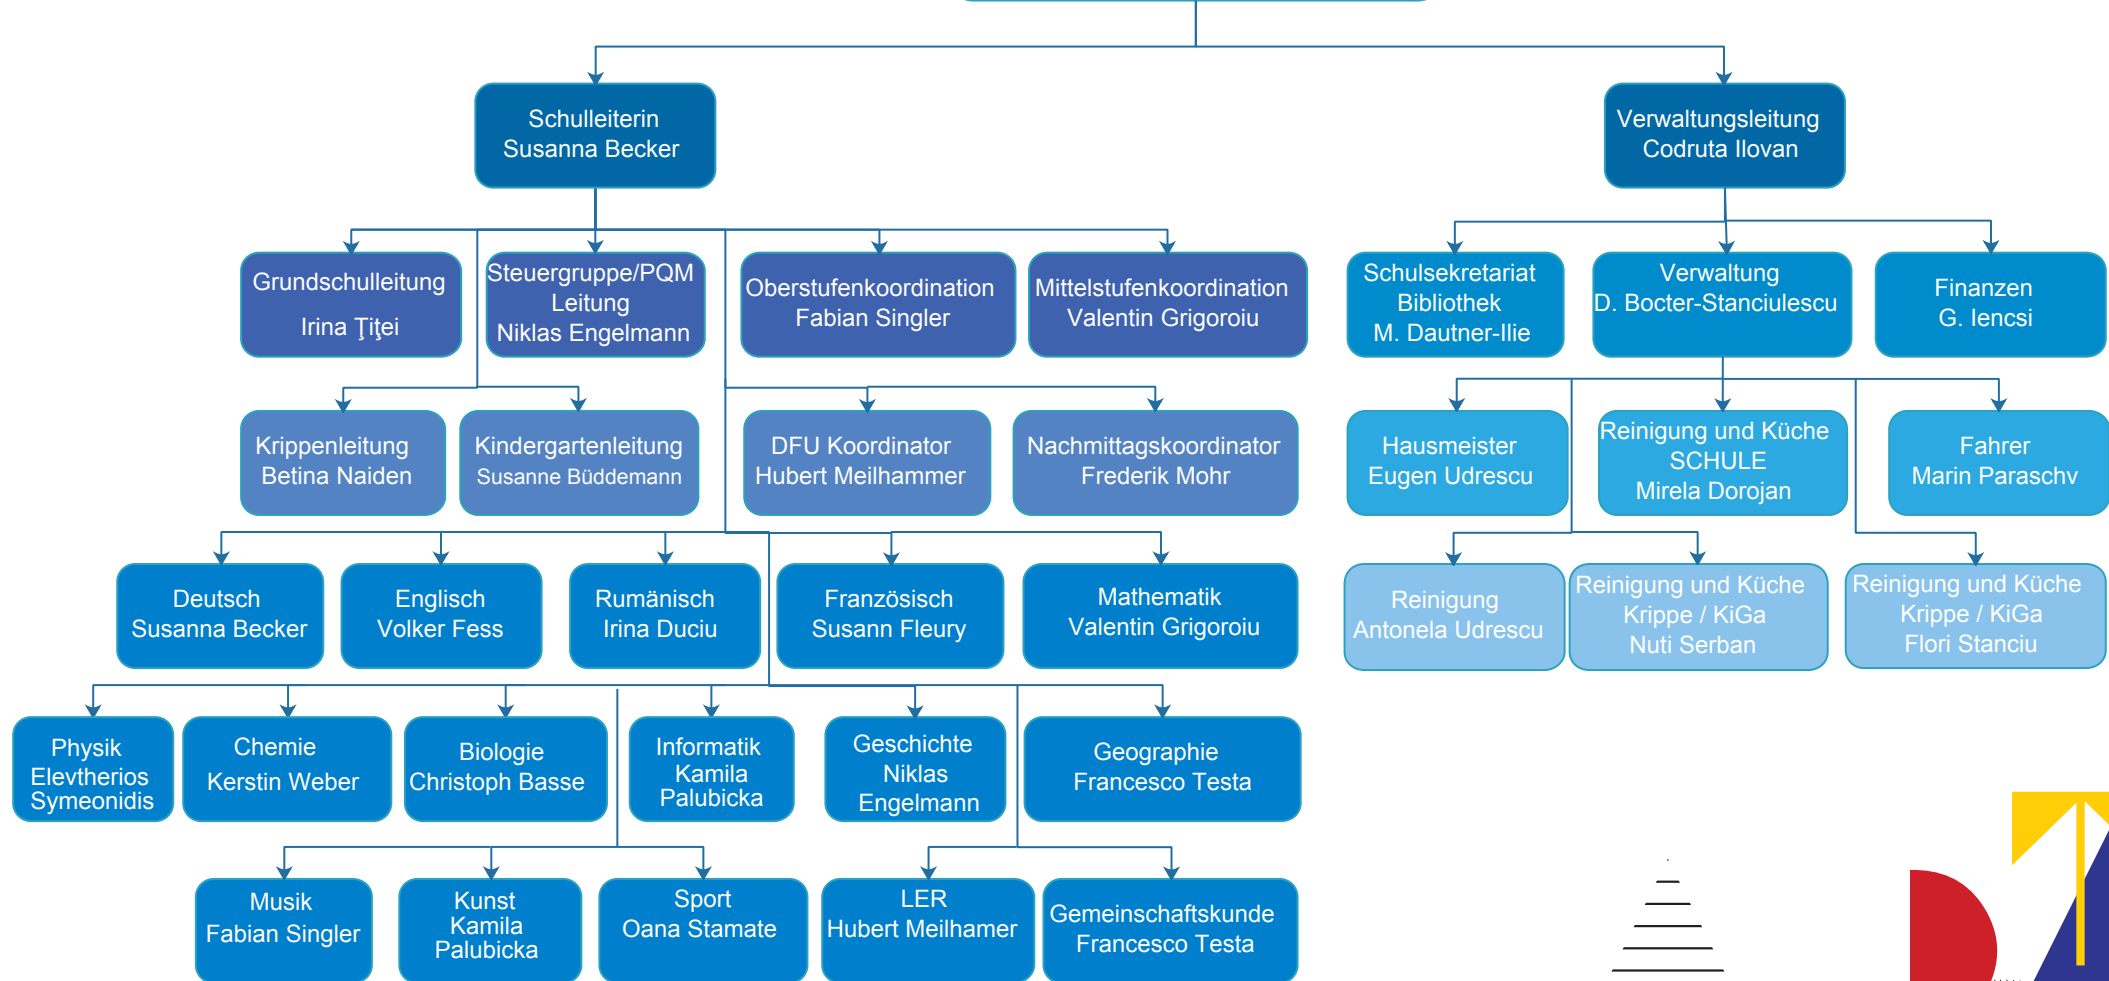 Schulleiterin
Susanna Becker
Verwaltungsleitung
Codruta Ilovan
Grundschulleitung
Irina Ţiţei
Steuergruppe/PQM
Leitung
Niklas Engelmann
Oberstufenkoordination
Fabian Singler
Mittelstufenkoordination
Valentin Grigoroiu
Schulsekretariat
Bibliothek
M. Dautner-Ilie
Verwaltung
D. Bocter-Stanciulescu
Finanzen
G. Iencsi
Krippenleitung
Betina Naiden
Kindergartenleitung
Susanne Büddemann
DFU Koordinator
Hubert Meilhammer
Nachmittagskoordinator
Frederik Mohr
Hausmeister
Eugen Udrescu
Reinigung und Küche
SCHULE
Mirela Dorojan
Fahrer
Marin Paraschv
Deutsch
Susanna Becker
Englisch
Volker Fess
Rumänisch
Irina Duciu
Französisch
Susann Fleury
Mathematik
Valentin Grigoroiu
Reinigung
Antonela Udrescu
Reinigung und Küche
Krippe / KiGa
Nuti Serban
Reinigung und Küche
Krippe / KiGa
Flori Stanciu
Physik
Elevtherios
Symeonidis
Chemie
Kerstin Weber
Biologie
Christoph Basse
Informatik
Kamila
Palubicka
Geschichte
Niklas
Engelmann
Geographie
Francesco Testa
Musik
Fabian Singler
Kunst
Kamila
Palubicka
Sport
Oana Stamate
LER
Hubert Meilhamer
Gemeinschaftskunde
Francesco Testa